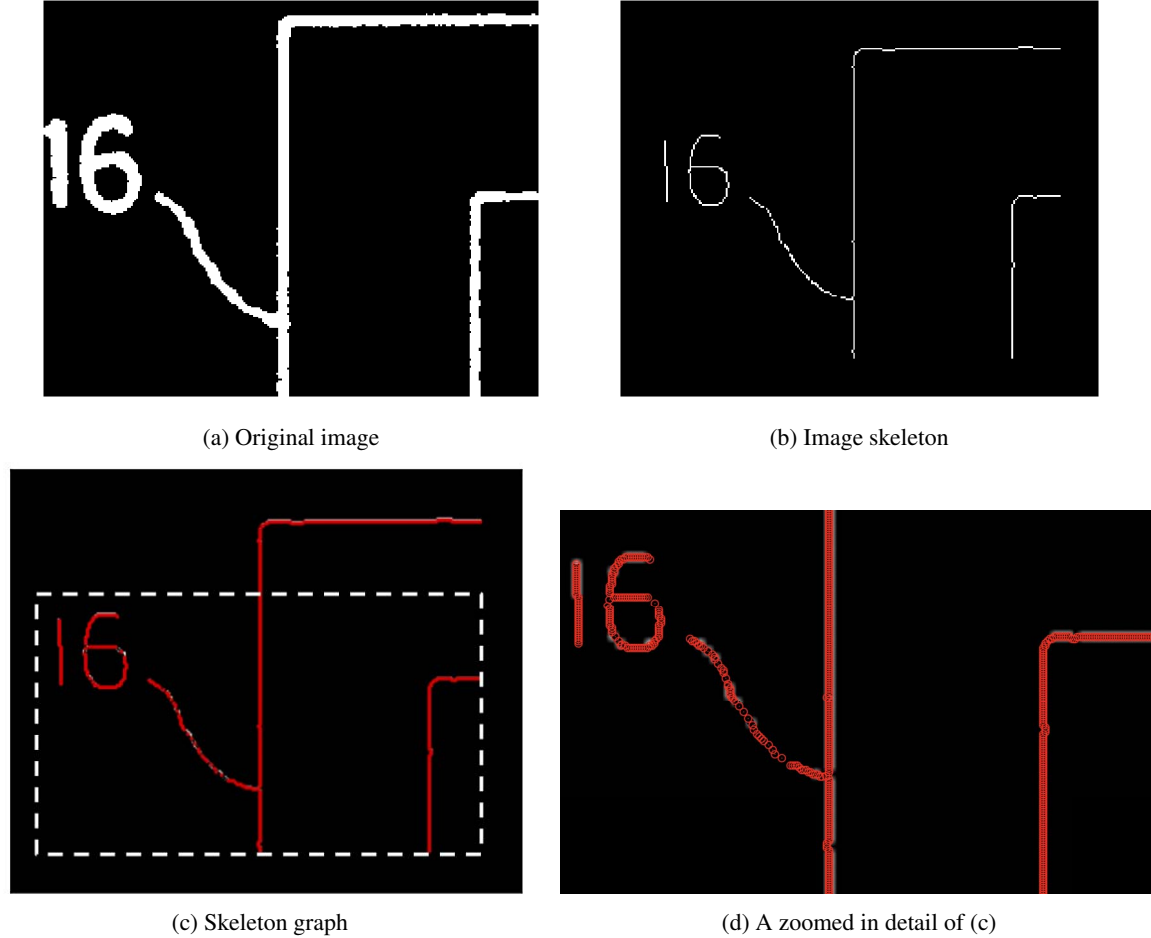 16
16
(a) Original image
(b) Image skeleton
16
16
(c) Skeleton graph
(d) A zoomed in detail of (c)